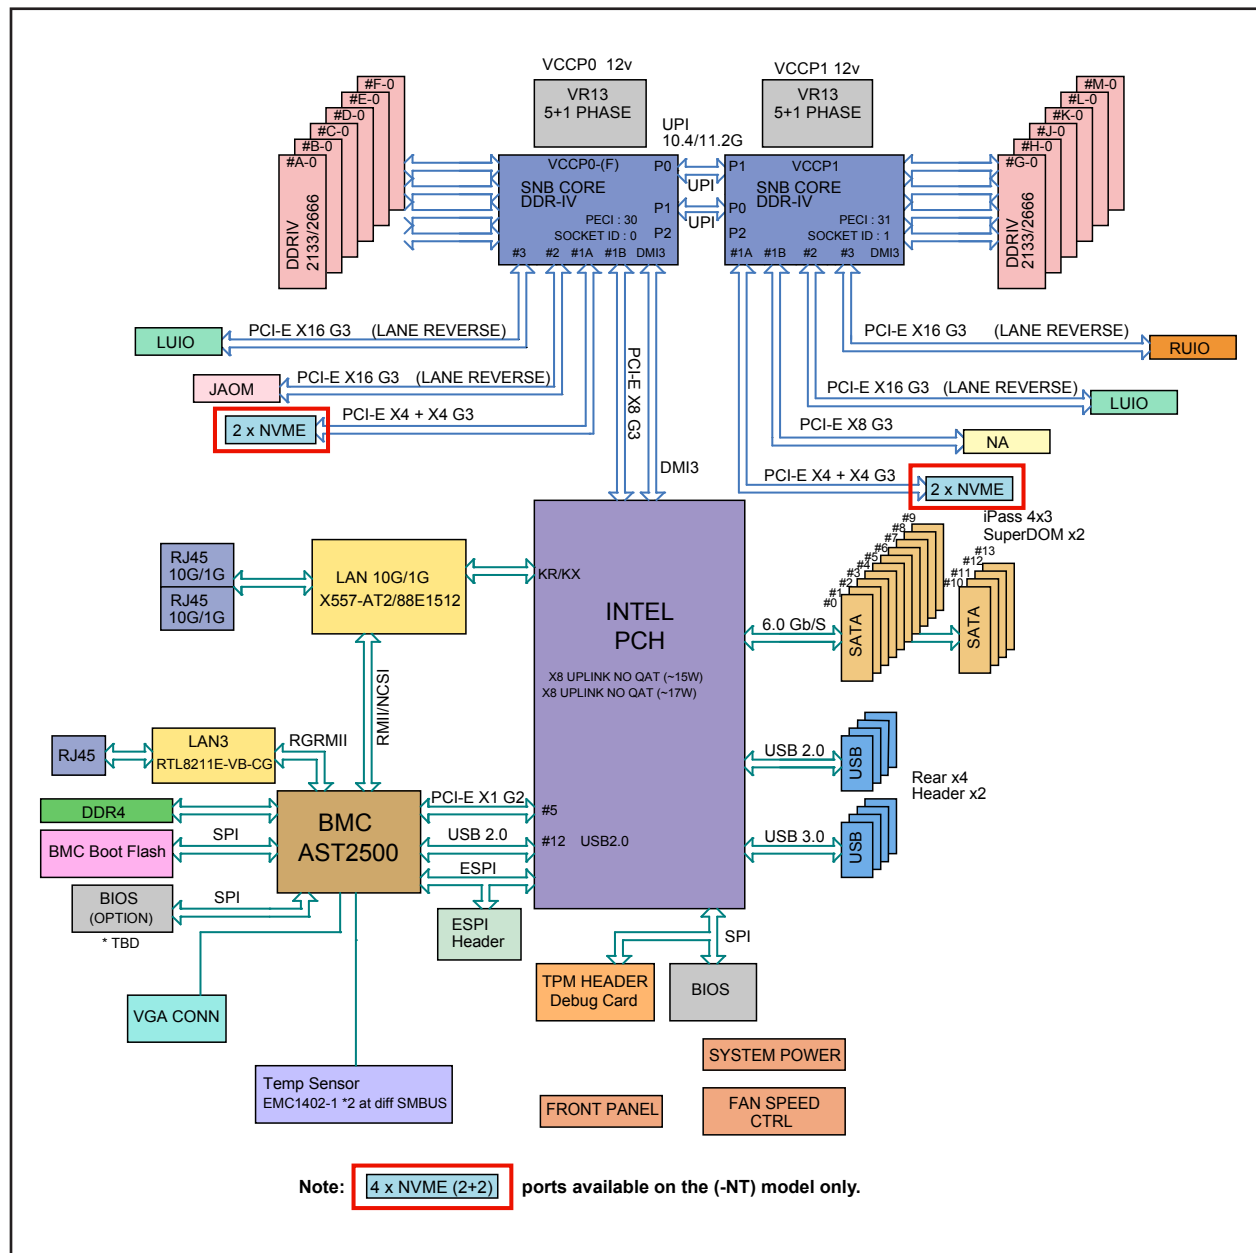 VCCP0 12v
VR13
5+1 PHASE
VCCP1 12v
VR13
5+1 PHASE
#F-0
#E-0
#D-0
#C-0
#B-0
#A-0
DDRIV
2133/2666
#M-0
#L-0
#K-0
#J-0
#H-0
#G-0
DDRIV
2133/2666
UPI
10.4/11.2G
UPI
UPI
VCCP0-(F)
P0
SNB CORE
DDR-IV
P1
PECI : 30
SOCKET ID : 0
P2
#3
#2
#1A
#1B
DMI3
P1
VCCP1
SNB CORE
DDR-IV
P0
PECI : 31
P2
SOCKET ID : 1
#1A
#1B
#2
#3
DMI3
LUIO
PCI-E X16 G3 (LANE REVERSE)
JAOM
PCI-E X16 G3 (LANE REVERSE)
2 x NVME
PCI-E X4 + X4 G3
PCI-E X8 G3
DMI3
PCI-E X16 G3 (LANE REVERSE)
RUIO
PCI-E X16 G3 (LANE REVERSE)
LUIO
PCI-E X8 G3
NA
PCI-E X4 + X4 G3
2 x NVME
iPass 4x3
SuperDOM x2
RJ45
10G/1G
RJ45
10G/1G
LAN 10G/1G
X557-AT2/88E1512
KR/KX
INTEL
PCH
X8 UPLINK NO QAT (~15W)
X8 UPLINK NO QAT (~17W)
6.0 Gb/S
#0
#1
#2
#3
#4
#5
#6
#7
#8
#9
SATA
#10
#11
#12
#13
SATA
RMII/NCSI
RJ45
LAN3
RTL8211E-VB-CG
RGRMII
USB 2.0
USB
Rear x4
Header x2
USB 3.0
USB
DDR4
BMC Boot Flash
SPI
BMC
AST2500
PCI-E X1 G2
#5
USB 2.0
#12 USB2.0
ESPI
BIOS
(OPTION)
SPI
* TBD
ESPI
Header
SPI
TPM HEADER
Debug Card
BIOS
VGA CONN
Temp Sensor
EMC1402-1 *2 at diff SMBUS
SYSTEM POWER
FRONT PANEL
FAN SPEED
CTRL
Note: 4 x NVME (2+2) ports available on the (-NT) model only.